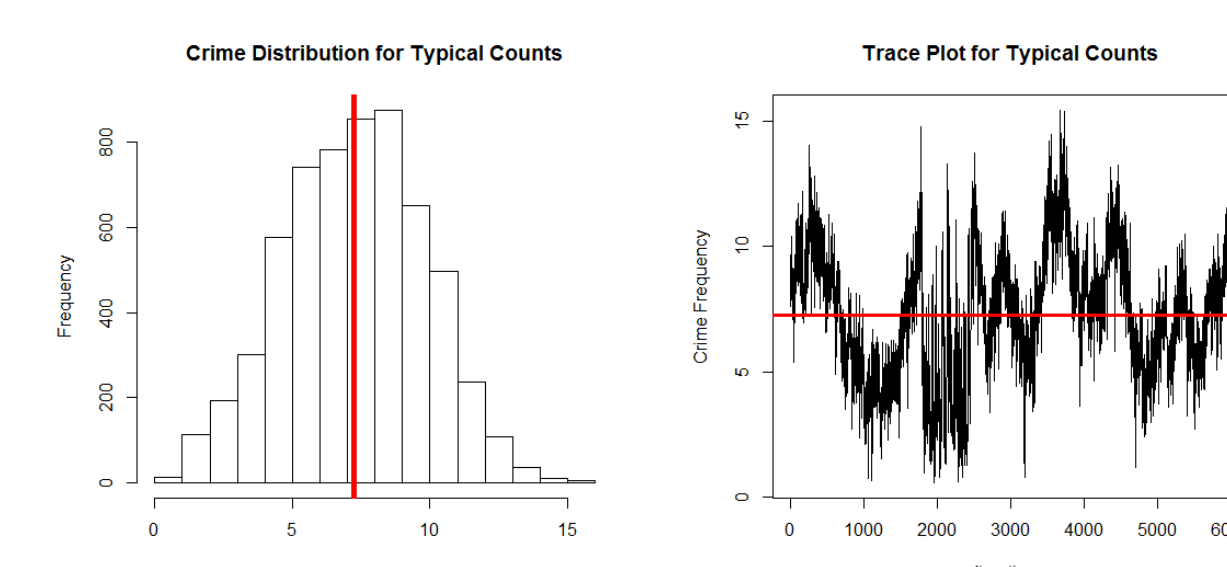 Crime Distribution for Typical Counts
Frequency
800
600
400
200
0
0 5 10 15
Trace Plot for Typical Counts
Crime Frequency
15
10
5
0
0 1000 2000 3000 4000 5000